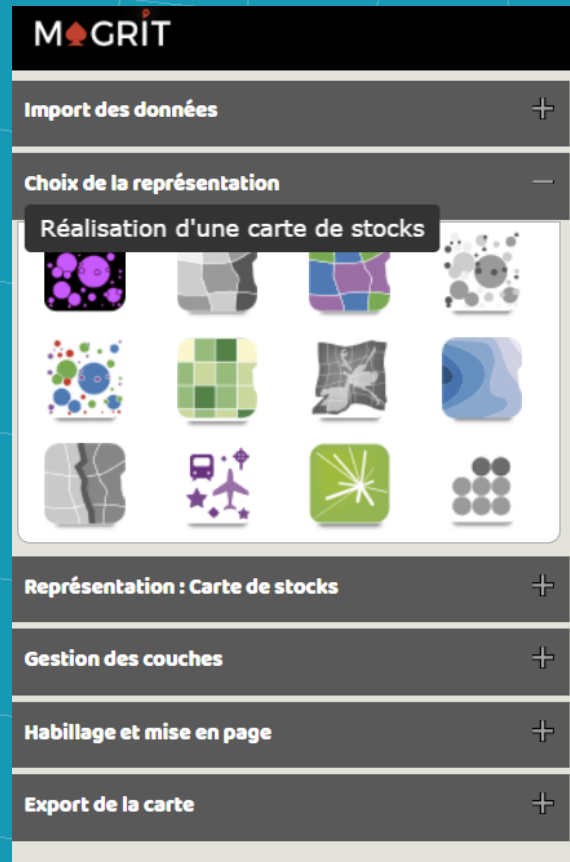 MAGRIT
Import des données
Choix de la représentation
Réalisation d'une carte de stocks
Représentation : Carte de stocks
Gestion des couches
Habillage et mise en page
Export de la carte